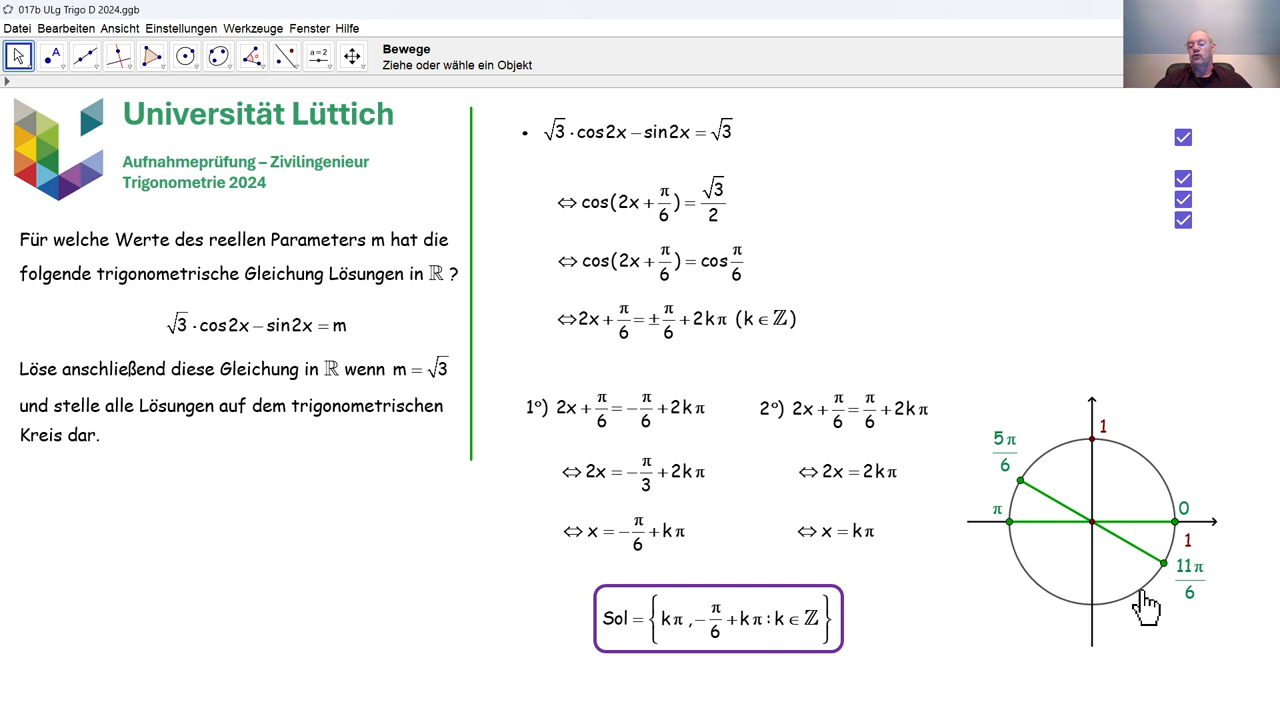 017b ULg Trigo D 2024.ggb
Datei Bearbeiten Ansicht Einstellungen Werkzeuge Fenster Hilfe
A
a=2
Bewege
Ziehe oder wähle ein Objekt
Universität Lüttich
Aufnahmeprüfung – Zivilingenieur
Trigonometrie 2024
Für welche Werte des reellen Parameters m hat die
folgende trigonometrische Gleichung Lösungen in ℝ ?
√3 · cos2x – sin2x = m
Löse anschließend diese Gleichung in ℝ wenn m = √3
und stelle alle Lösungen auf dem trigonometrischen
Kreis dar.
• √3 · cos2x – sin2x = √3
⇔ cos(2x + π/6) = √3/2
⇔ cos(2x + π/6) = cos π/6
⇔ 2x + π/6 = ± π/6 + 2kπ (k ∈ ℤ)
1°) 2x + π/6 = – π/6 + 2kπ
⇔ 2x = – π/3 + 2kπ
⇔ x = – π/6 + kπ
2°) 2x + π/6 = π/6 + 2kπ
⇔ 2x = 2kπ
⇔ x = kπ
Sol = { kπ , – π/6 + kπ : k ∈ ℤ }
1
5π/6
π
0
1
11π/6